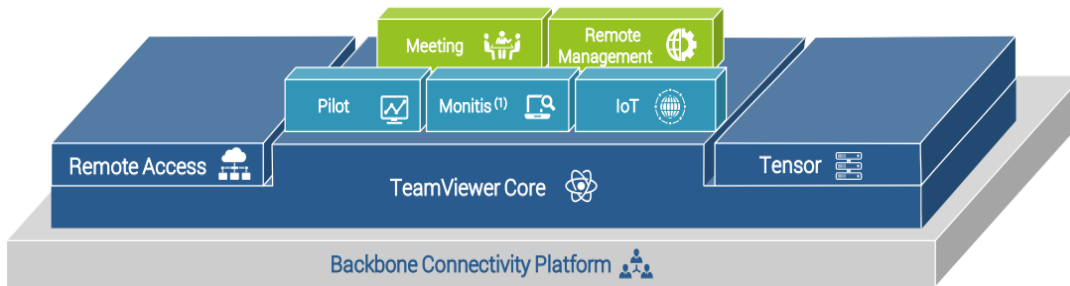 Meeting
Remote
Management
Pilot
Monitis (1)
IoT
Remote Access
Tensor
TeamViewer Core
Backbone Connectivity Platform